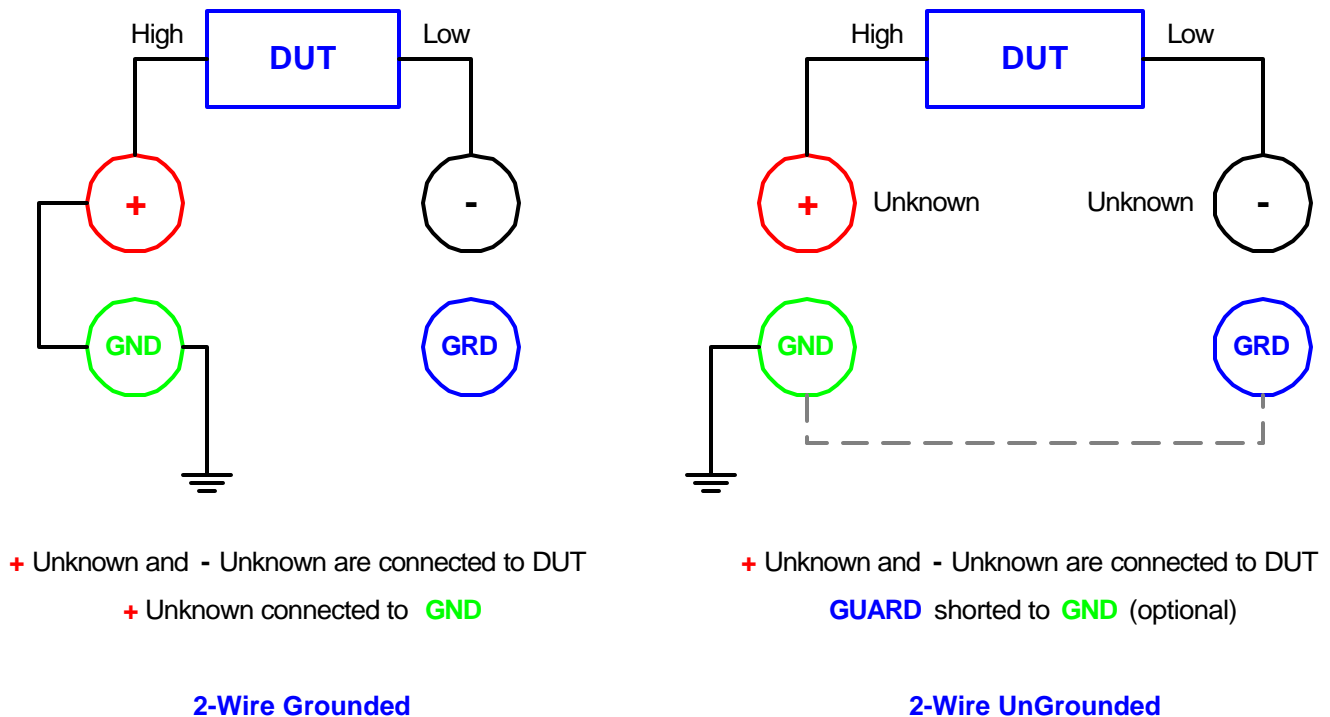 High DUT Low
+ -
GND GRD
+ Unknown and - Unknown are connected to DUT
+ Unknown connected to GND
2-Wire Grounded
High DUT Low
+ Unknown Unknown -
GND GRD
+ Unknown and - Unknown are connected to DUT
GUARD shorted to GND (optional)
2-Wire UnGrounded